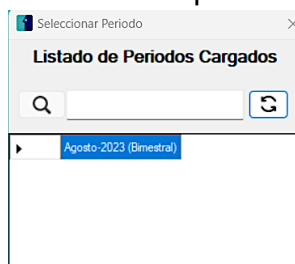 Seleccionar Periodo
Listado de Periodos Cargados
Agosto-2023 (Bimestral)